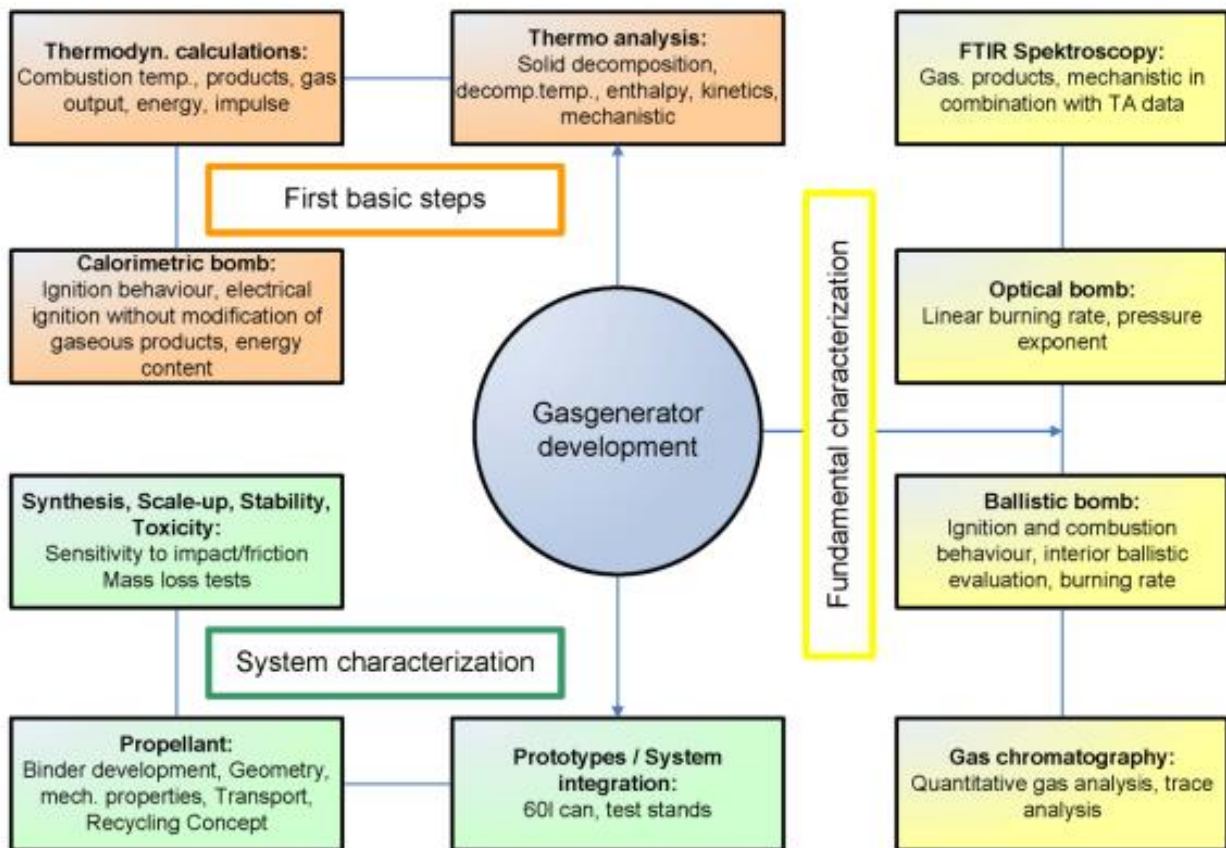 Thermodyn. calculations:
Combustion temp., products, gas
output, energy, impulse
Thermo analysis:
Solid decomposition,
decomp.temp., enthalpy, kinetics,
mechanistic
FTIR Spektroscopy:
Gas. products, mechanistic in
combination with TA data
First basic steps
Calorimetric bomb:
Ignition behaviour, electrical
ignition without modification of
gaseous products, energy
content
Gasgenerator
development
Fundamental characterization
Optical bomb:
Linear burning rate, pressure
exponent
Synthesis, Scale-up, Stability,
Toxicity:
Sensitivity to impact/friction
Mass loss tests
Ballistic bomb:
Ignition and combustion
behaviour, interior ballistic
evaluation, burning rate
System characterization
Propellant:
Binder development, Geometry,
mech. properties, Transport,
Recycling Concept
Prototypes / System
integration:
60l can, test stands
Gas chromatography:
Quantitative gas analysis, trace
analysis